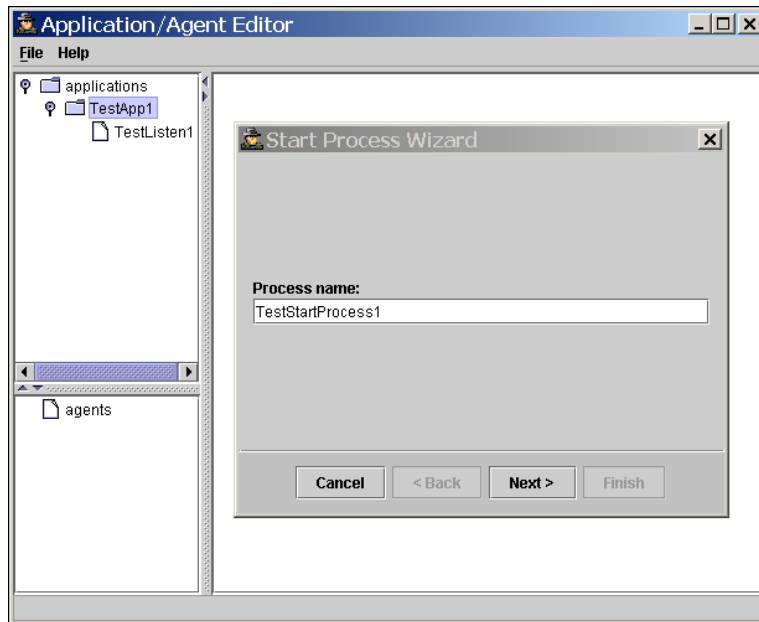 Application/Agent Editor
File Help
applications
TestApp1
TestListen1
Start Process Wizard
Process name:
TestStartProcess1
agents
Cancel < Back Next > Finish